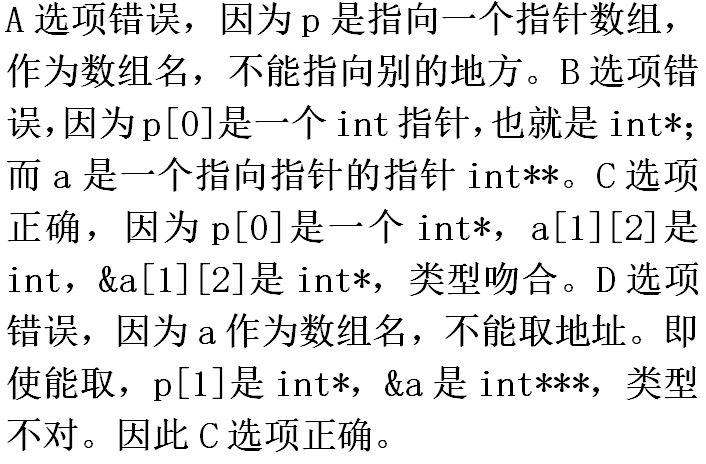 A 选项错误，因为 p 是指向一个指针数组，
作为数组名，不能指向别的地方。B 选项错
误，因为p[0]是一个 int 指针，也就是 int*；
而 a 是一个指向指针的指针 int**。C 选项
正确，因为 p[0]是一个 int*，a[1][2]是
int，&a[1][2]是 int*，类型吻合。D 选项
错误，因为 a 作为数组名，不能取地址。即
使能取，p[1]是 int*，&a 是 int***，类型
不对。因此 C 选项正确。